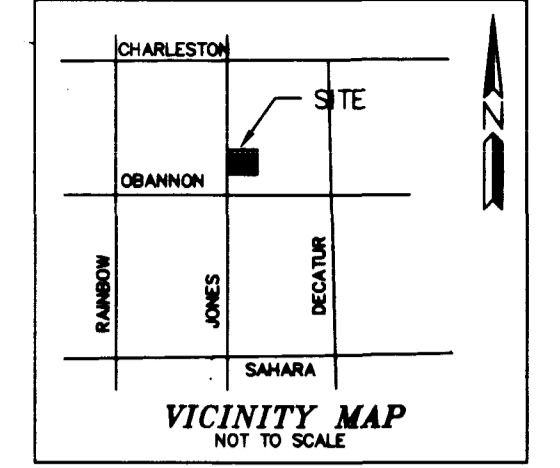 CHARLESTON
SITE
N
OBANNON
RAINBOW
JONES
DECATUR
SAHARA
VICINITY MAP
NOT TO SCALE